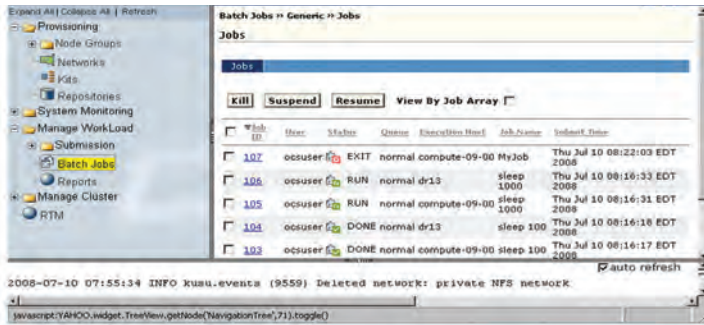 Expand All | Collapse All | Refresh
Provisioning
Node Groups
Networks
Kits
Repositories
System Monitoring
Manage WorkLoad
Submission
Batch Jobs
Reports
Manage Cluster
RTM
Batch Jobs » Generic » Jobs
Jobs
Jobs
Kill Suspend Resume View By Job Array
Job ID User Status Queue Execution Host Job Name Submit Time
107 ocsuser EXIT normal compute-09-00 MyJob Thu Jul 10 08:22:03 EDT 2008
106 ocsuser RUN normal dr13 sleep 1000 Thu Jul 10 08:16:33 EDT 2008
105 ocsuser RUN normal compute-09-00 sleep 1000 Thu Jul 10 08:16:31 EDT 2008
104 ocsuser DONE normal dr13 sleep 100 Thu Jul 10 08:16:18 EDT 2008
103 ocsuser DONE normal compute-09-00 sleep 100 Thu Jul 10 08:16:17 EDT 2008
auto refresh
2008-07-10 07:55:34 INFO kusu.events (9559) Deleted network: private NFS network
javascript:YAHOO.widget.TreeView.getNode('NavigationTree',71).toggle()